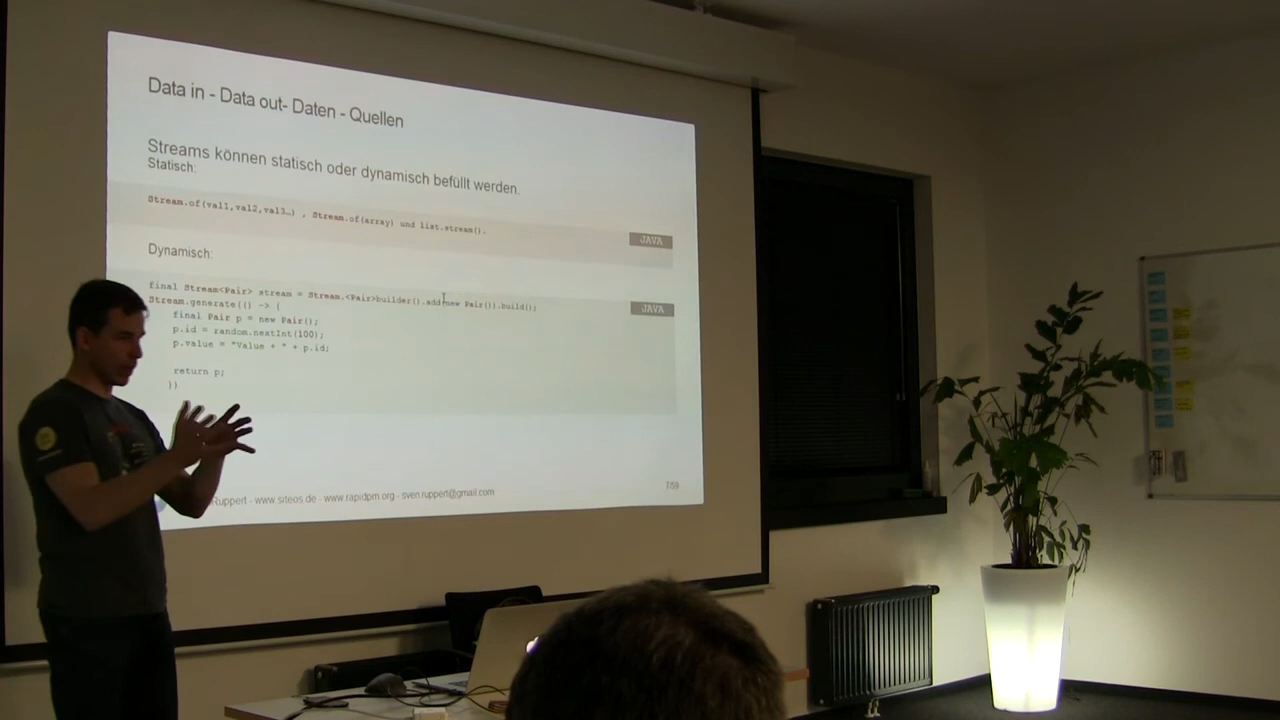 Data in - Data out- Daten - Quellen
Streams können statisch oder dynamisch befüllt werden.
Statisch:
Stream.of(val1,val2,val3…) , Stream.of(array) und list.stream().
JAVA
Dynamisch:
final Stream<Pair> stream = Stream.<Pair>builder().add(new Pair()).build();
Stream.generate(() -> {
final Pair p = new Pair();
p.id = random.nextInt(100);
p.value = "Value + " + p.id;
return p;
})
JAVA
Ruppert - www.siteos.de - www.rapidpm.org - sven.ruppert@gmail.com
7/59